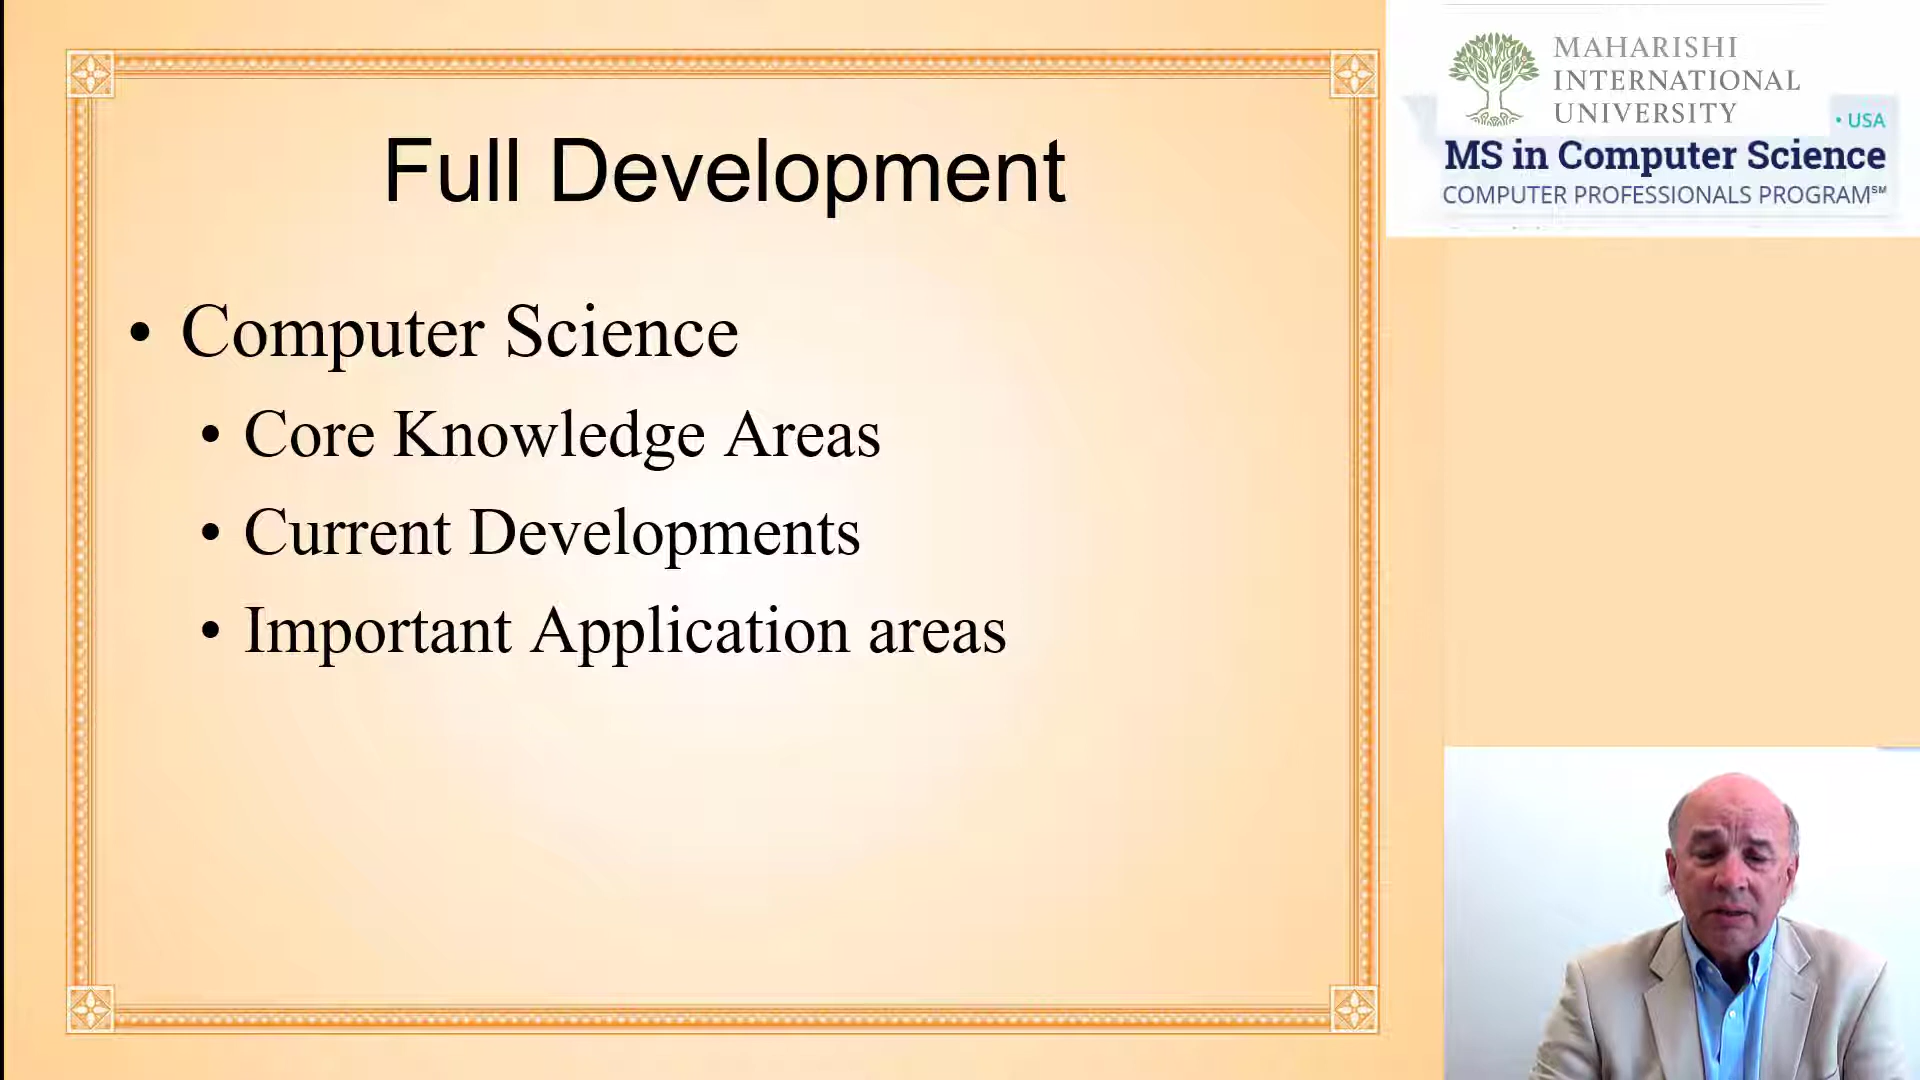 Full Development
• Computer Science
• Core Knowledge Areas
• Current Developments
• Important Application areas
MAHARISHI
INTERNATIONAL
UNIVERSITY
• USA
MS in Computer Science
COMPUTER PROFESSIONALS PROGRAM℠